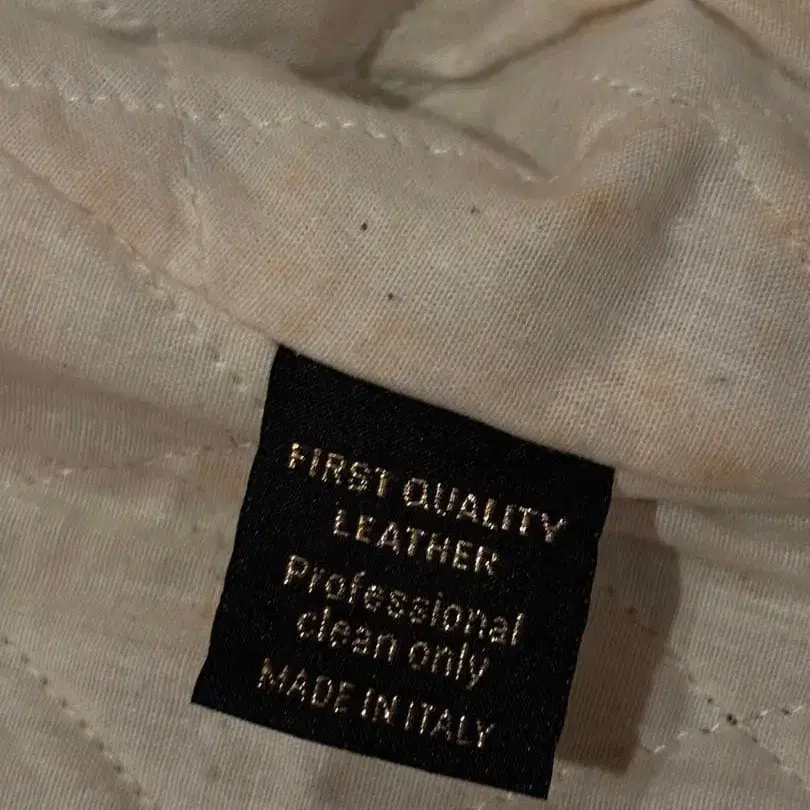 FIRST QUALITY
LEATHER
Professional
clean only
MADE IN ITALY